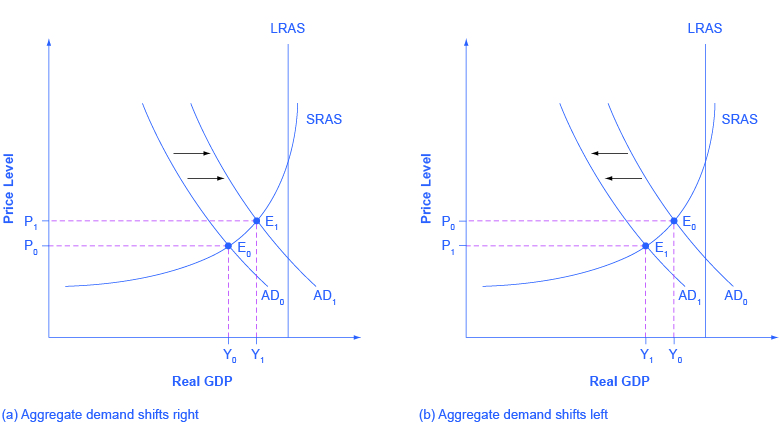 LRAS
SRAS
Price Level
P1
P0
E1
E0
AD0
AD1
Y0 Y1
Real GDP
(a) Aggregate demand shifts right
LRAS
SRAS
Price Level
P0
P1
E0
E1
AD1
AD0
Y1 Y0
Real GDP
(b) Aggregate demand shifts left